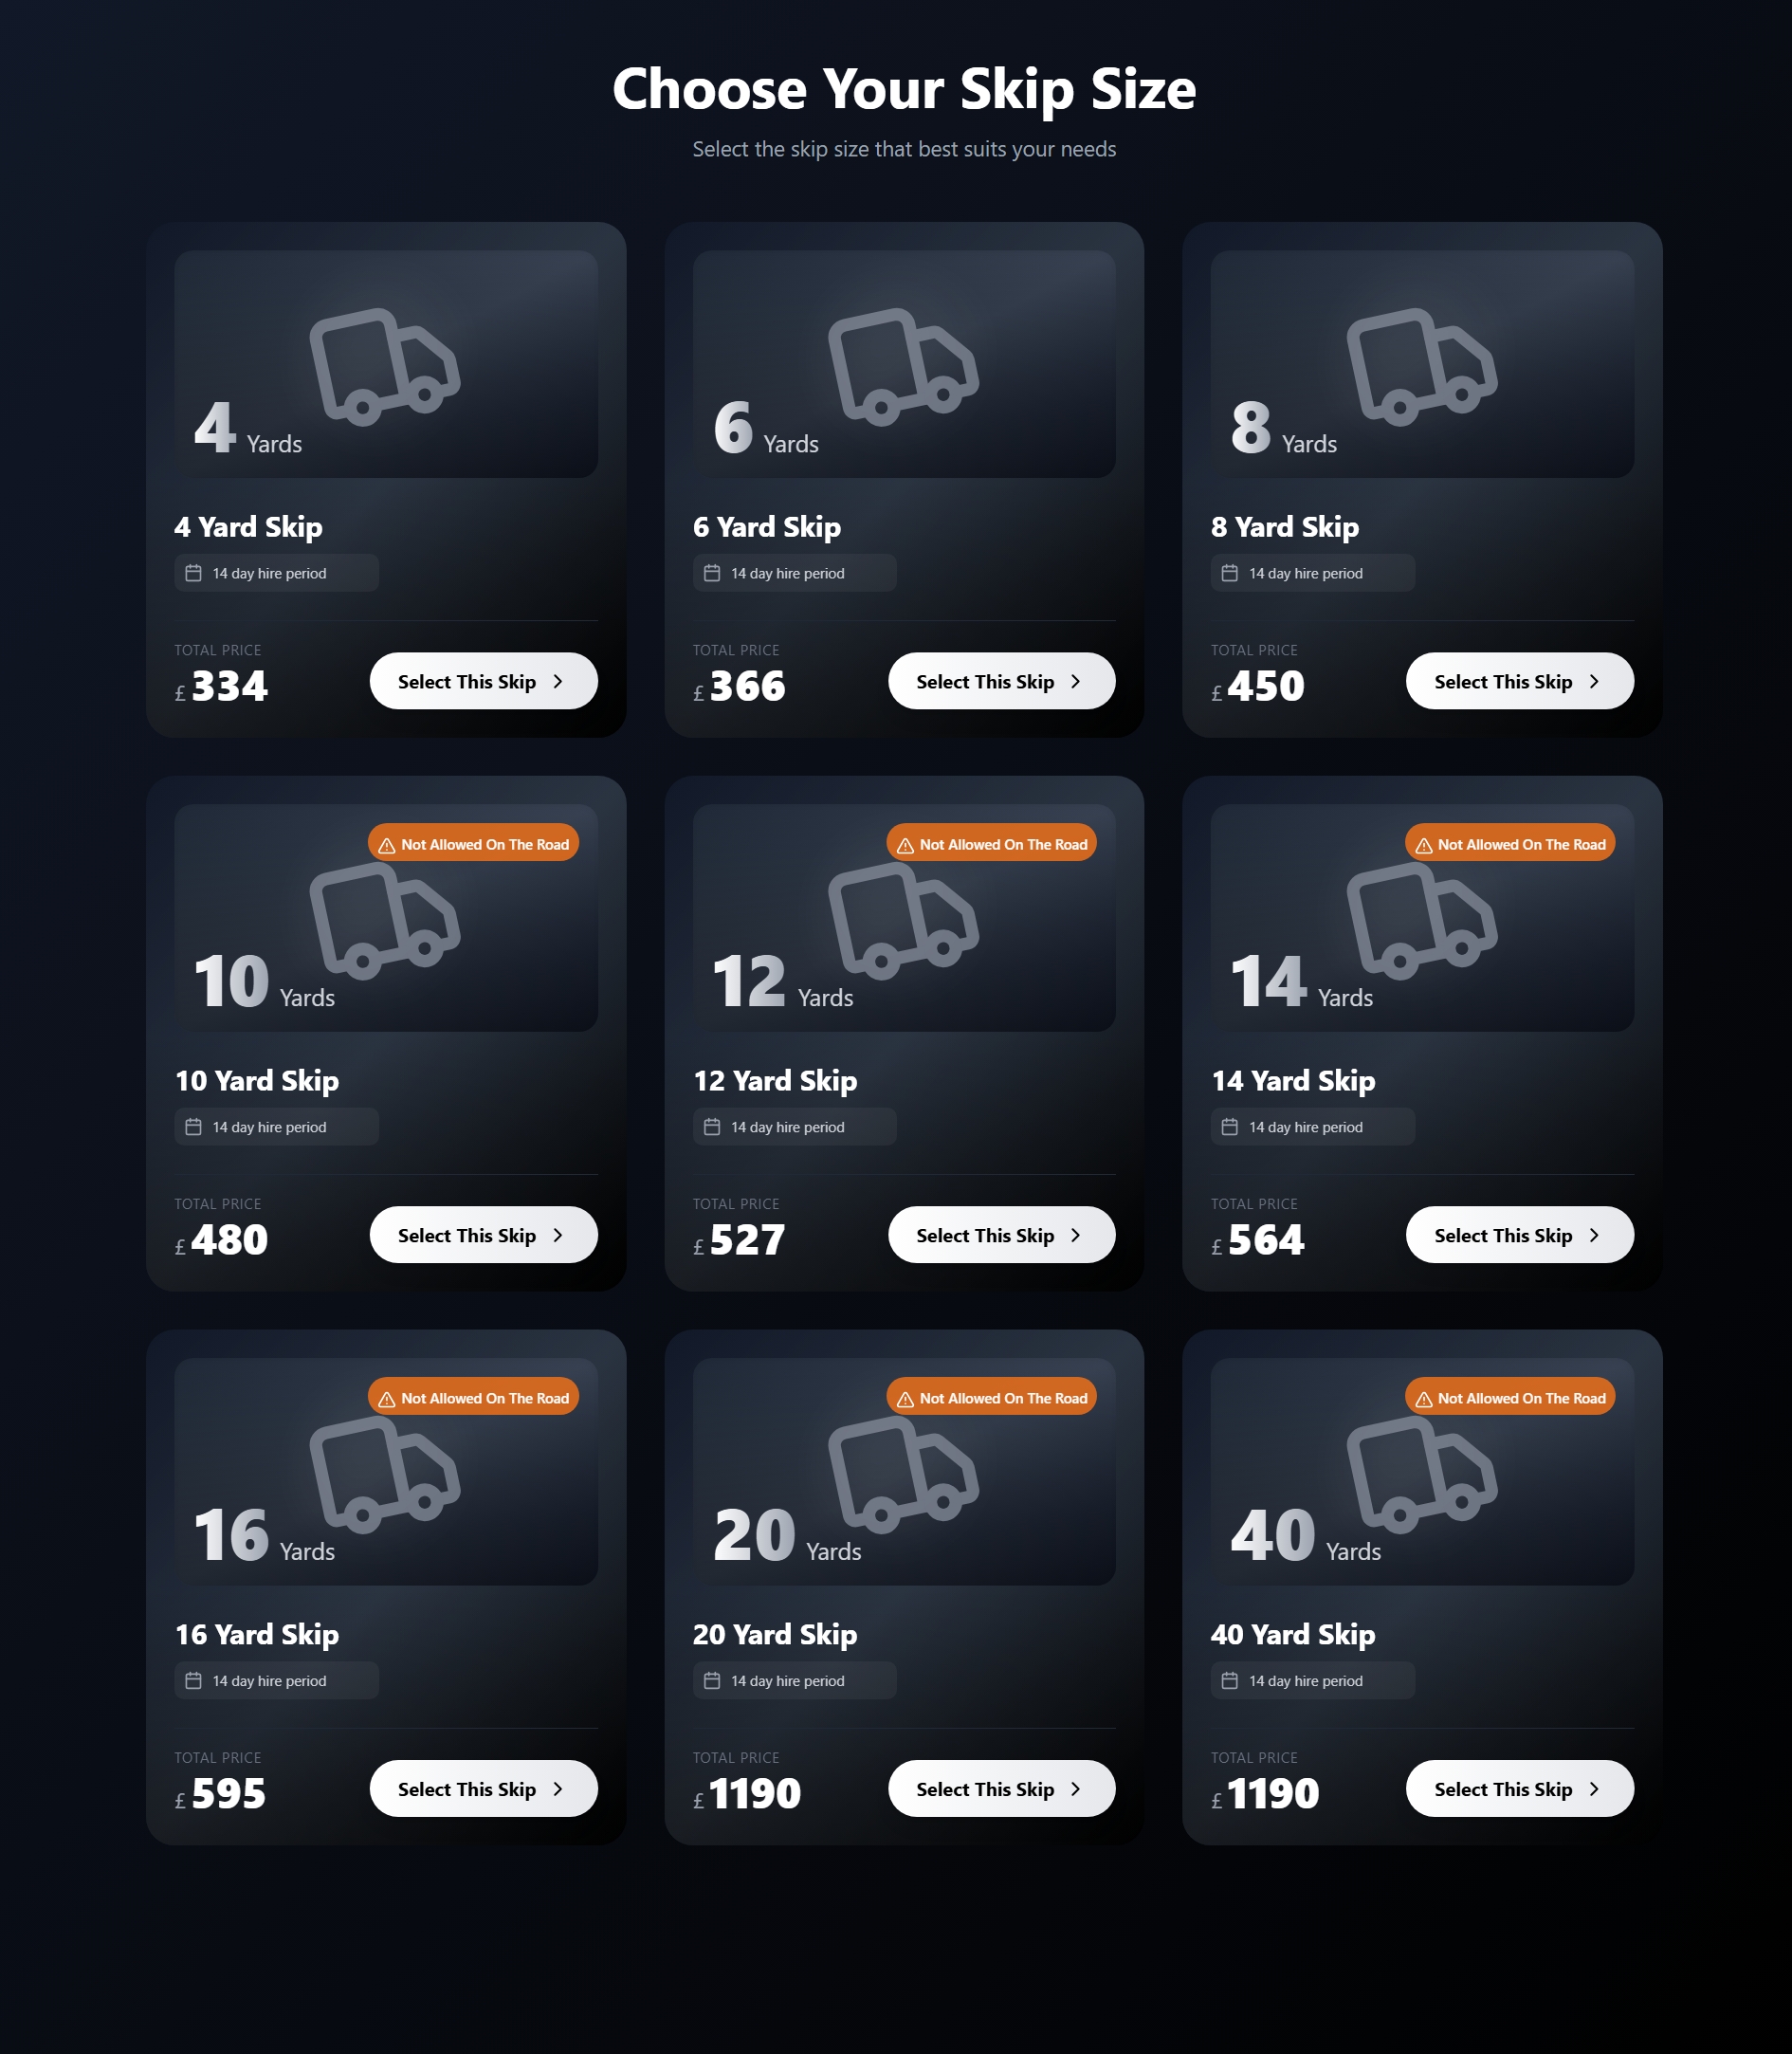 Choose Your Skip Size
Select the skip size that best suits your needs
4 Yards
4 Yard Skip
14 day hire period
TOTAL PRICE
£ 334
Select This Skip
6 Yards
6 Yard Skip
14 day hire period
TOTAL PRICE
£ 366
Select This Skip
8 Yards
8 Yard Skip
14 day hire period
TOTAL PRICE
£ 450
Select This Skip
Not Allowed On The Road
10 Yards
10 Yard Skip
14 day hire period
TOTAL PRICE
£ 480
Select This Skip
Not Allowed On The Road
12 Yards
12 Yard Skip
14 day hire period
TOTAL PRICE
£ 527
Select This Skip
Not Allowed On The Road
14 Yards
14 Yard Skip
14 day hire period
TOTAL PRICE
£ 564
Select This Skip
Not Allowed On The Road
16 Yards
16 Yard Skip
14 day hire period
TOTAL PRICE
£ 595
Select This Skip
Not Allowed On The Road
20 Yards
20 Yard Skip
14 day hire period
TOTAL PRICE
£ 1190
Select This Skip
Not Allowed On The Road
40 Yards
40 Yard Skip
14 day hire period
TOTAL PRICE
£ 1190
Select This Skip